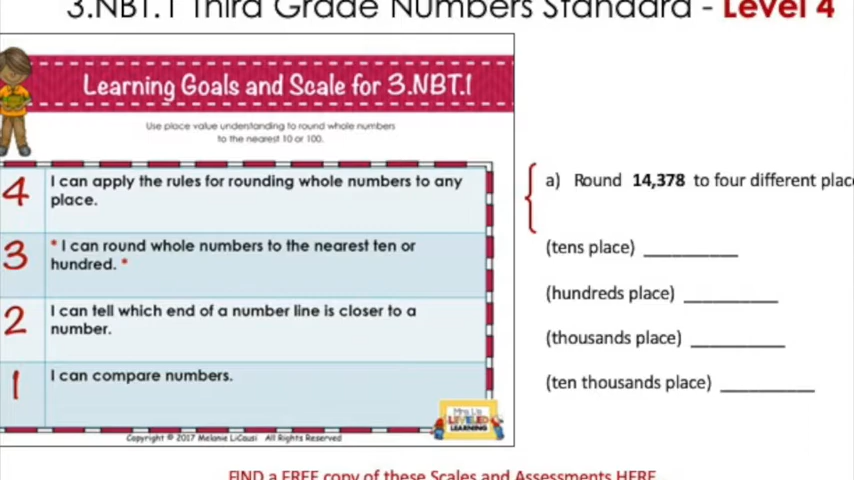 3.NBT.1 Third Grade Numbers Standard - Level 4
Learning Goals and Scale for 3.NBT.1
Use place value understanding to round whole numbers
to the nearest 10 or 100.
4
I can apply the rules for rounding whole numbers to any
place.
3
* I can round whole numbers to the nearest ten or
hundred. *
2
I can tell which end of a number line is closer to a
number.
1
I can compare numbers.
Mrs. L's
LEVELED
LEARNING
Copyright © 2017 Melanie LiCausi All Rights Reserved
a) Round 14,378 to four different plac
(tens place) __________
(hundreds place) __________
(thousands place) __________
(ten thousands place) __________
FIND a FREE copy of these Scales and Assessments HERE